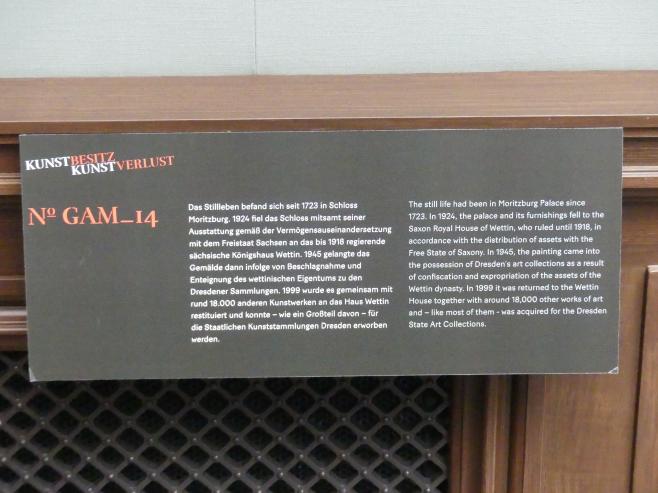 KUNSTBESITZ
KUNSTVERLUST
Nº GAM_14
Das Stillleben befand sich seit 1723 in Schloss
Moritzburg. 1924 fiel das Schloss mitsamt seiner
Ausstattung gemäß der Vermögensauseinandersetzung
mit dem Freistaat Sachsen an das bis 1918 regierende
sächsische Königshaus Wettin. 1945 gelangte das
Gemälde dann infolge von Beschlagnahme und
Enteignung des wettinischen Eigentums zu den
Dresdener Sammlungen. 1999 wurde es gemeinsam mit
rund 18.000 anderen Kunstwerken an das Haus Wettin
restituiert und konnte – wie ein Großteil davon – für
die Staatlichen Kunststammlungen Dresden erworben
werden.
The still life had been in Moritzburg Palace since
1723. In 1924, the palace and its furnishings fell to the
Saxon Royal House of Wettin, who ruled until 1918, in
accordance with the distribution of assets with the
Free State of Saxony. In 1945, the painting came into
the possession of Dresden's art collections as a result
of confiscation and expropriation of the assets of the
Wettin dynasty. In 1999 it was returned to the Wettin
House together with around 18,000 other works of art
and – like most of them - was acquired for the Dresden
State Art Collections.